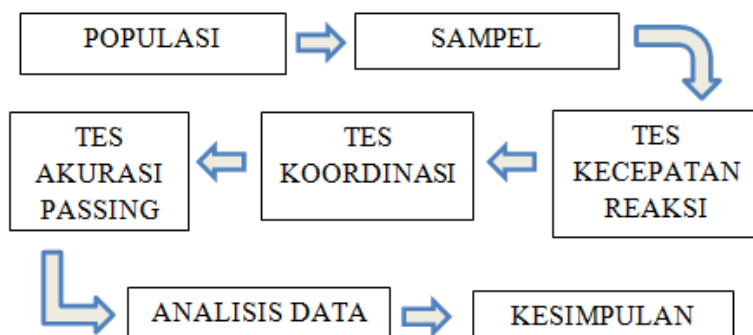 POPULASI
SAMPEL
TES
KECEPATAN
REAKSI
TES
KOORDINASI
TES
AKURASI
PASSING
ANALISIS DATA
KESIMPULAN